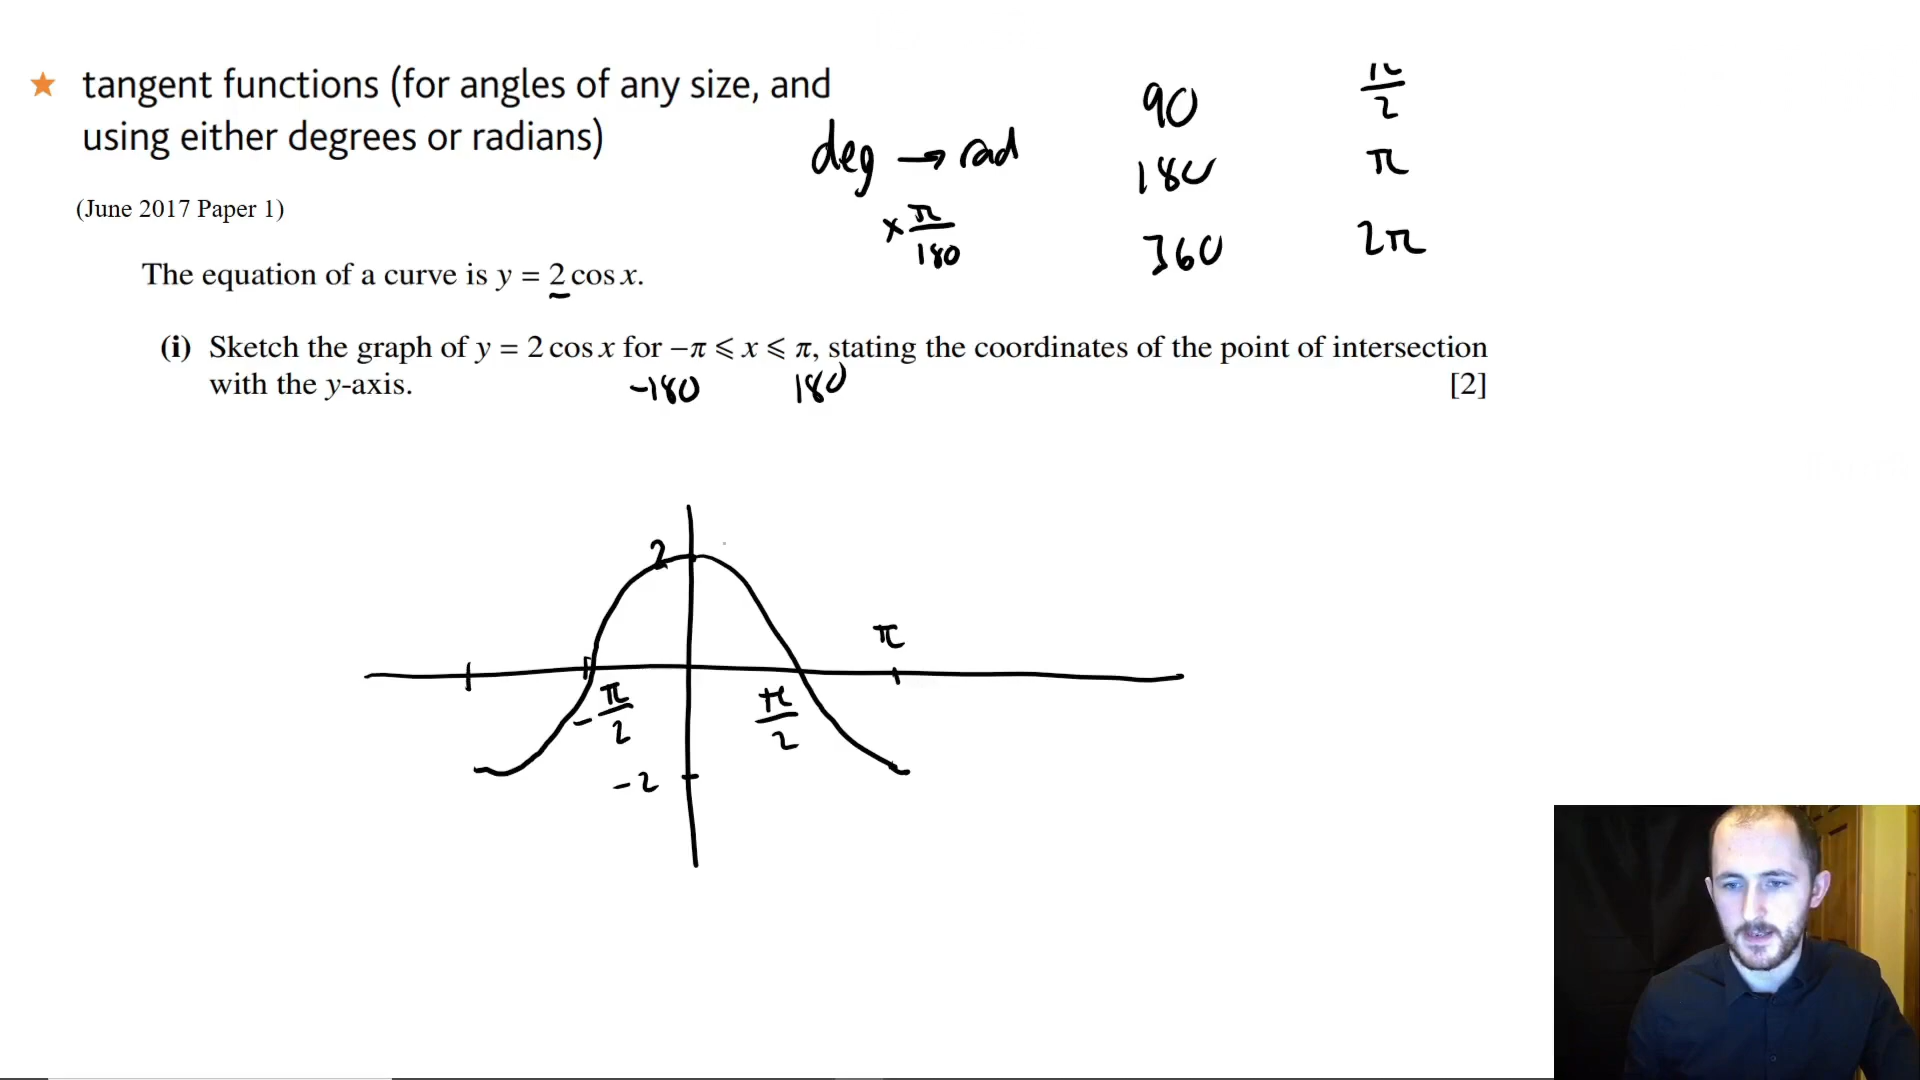 ★ tangent functions (for angles of any size, and
using either degrees or radians)
deg → rad
× π/180
90 π/2
180 π
360 2π
(June 2017 Paper 1)
The equation of a curve is y = 2 cos x.
(i) Sketch the graph of y = 2 cos x for −π ⩽ x ⩽ π, stating the coordinates of the point of intersection
with the y-axis. [2]
-180 180
2
π
-π/2 π/2
-2